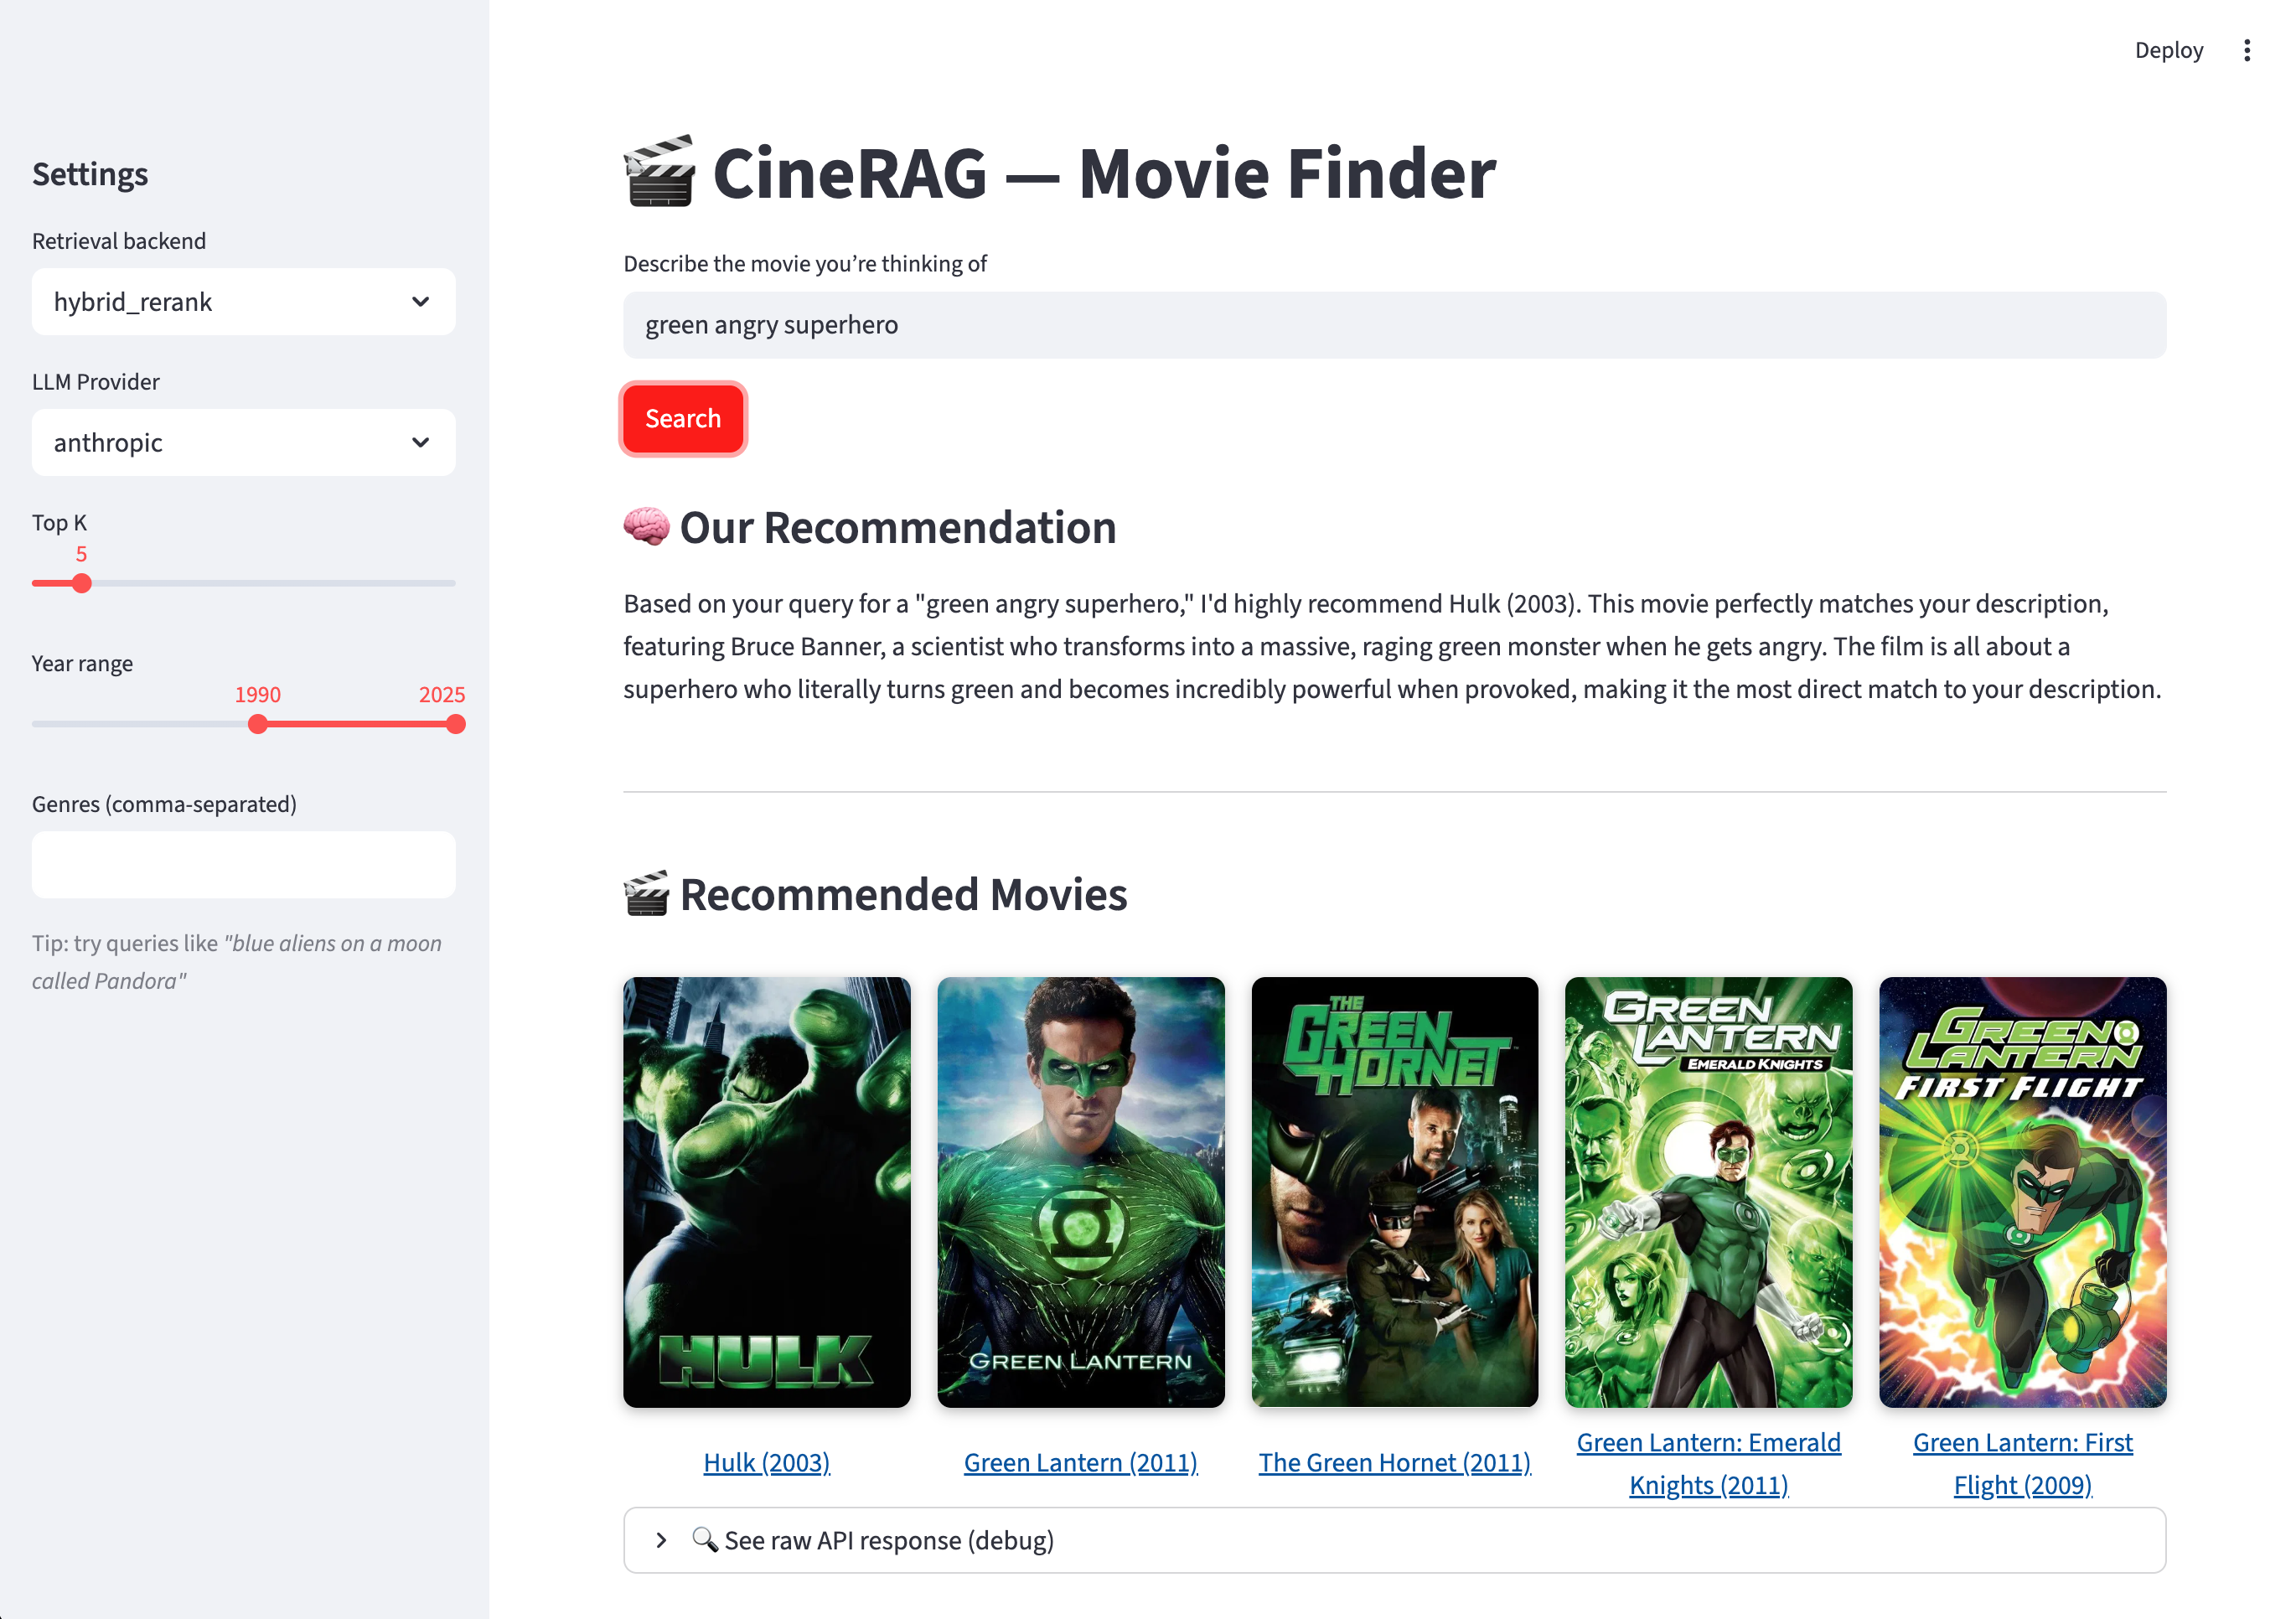 Deploy
Settings
Retrieval backend
hybrid_rerank
LLM Provider
anthropic
Top K
5
Year range
1990 2025
Genres (comma-separated)
Tip: try queries like "blue aliens on a moon
called Pandora"
🎬 CineRAG — Movie Finder
Describe the movie you’re thinking of
green angry superhero
Search
🧠 Our Recommendation
Based on your query for a "green angry superhero," I'd highly recommend Hulk (2003). This movie perfectly matches your description,
featuring Bruce Banner, a scientist who transforms into a massive, raging green monster when he gets angry. The film is all about a
superhero who literally turns green and becomes incredibly powerful when provoked, making it the most direct match to your description.
🎬 Recommended Movies
HULK
GREEN LANTERN
THE
GREEN
HORNET
GREEN
LANTERN
EMERALD KNIGHTS
GREEN
LANTERN
FIRST FLIGHT
Hulk (2003)
Green Lantern (2011)
The Green Hornet (2011)
Green Lantern: Emerald
Knights (2011)
Green Lantern: First
Flight (2009)
🔍 See raw API response (debug)